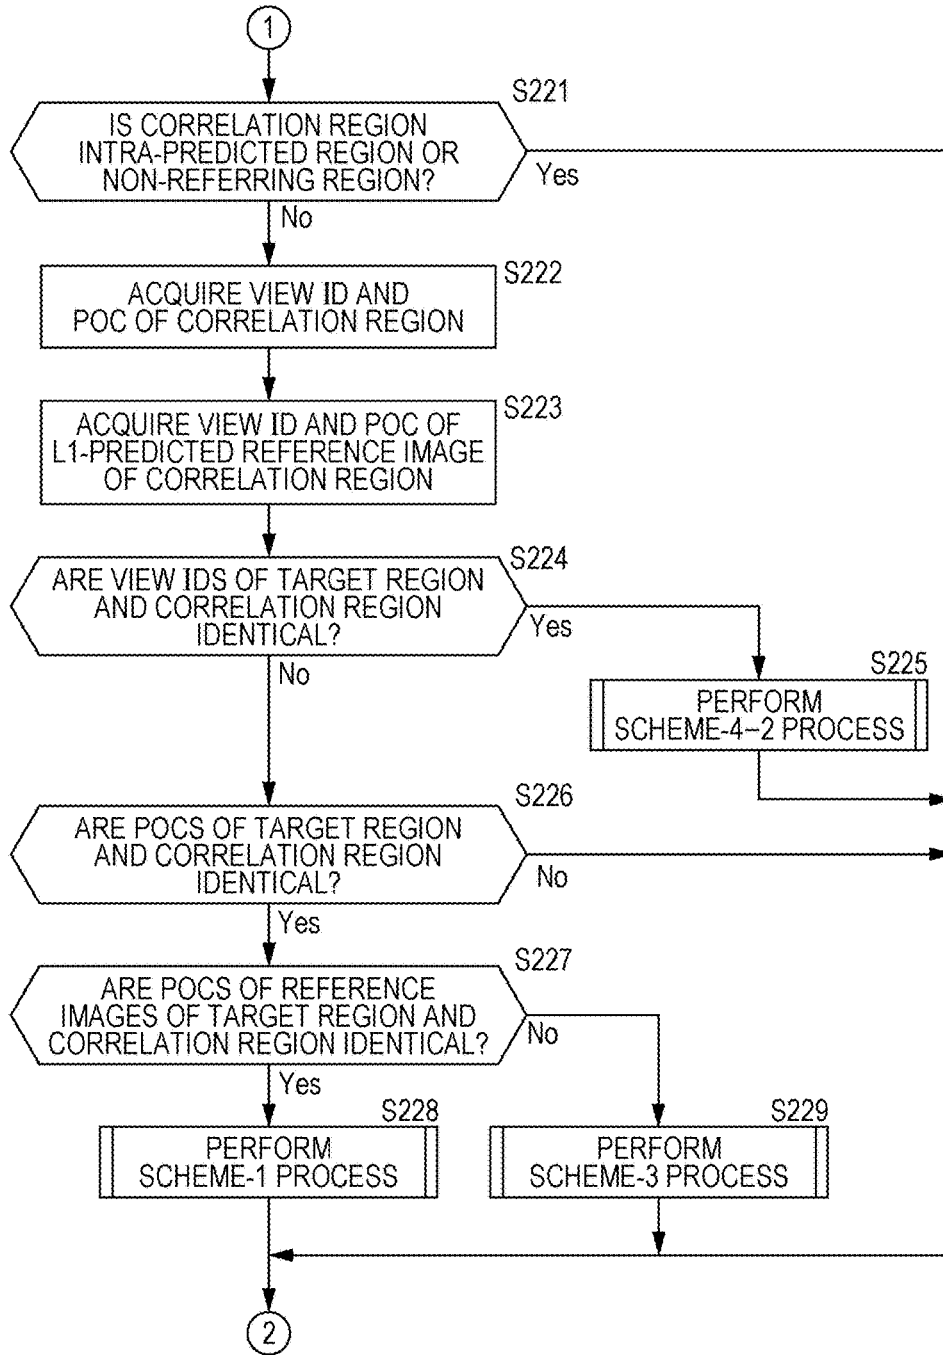 1
S221
IS CORRELATION REGION
INTRA-PREDICTED REGION OR
NON-REFERRING REGION?
Yes
No
S222
ACQUIRE VIEW ID AND
POC OF CORRELATION REGION
S223
ACQUIRE VIEW ID AND POC OF
L1-PREDICTED REFERENCE IMAGE
OF CORRELATION REGION
S224
ARE VIEW IDS OF TARGET REGION
AND CORRELATION REGION
IDENTICAL?
Yes
No
S225
PERFORM
SCHEME-4-2 PROCESS
S226
ARE POCS OF TARGET REGION
AND CORRELATION REGION
IDENTICAL?
No
Yes
S227
ARE POCS OF REFERENCE
IMAGES OF TARGET REGION AND
CORRELATION REGION IDENTICAL?
No
Yes
S228
PERFORM
SCHEME-1 PROCESS
S229
PERFORM
SCHEME-3 PROCESS
2